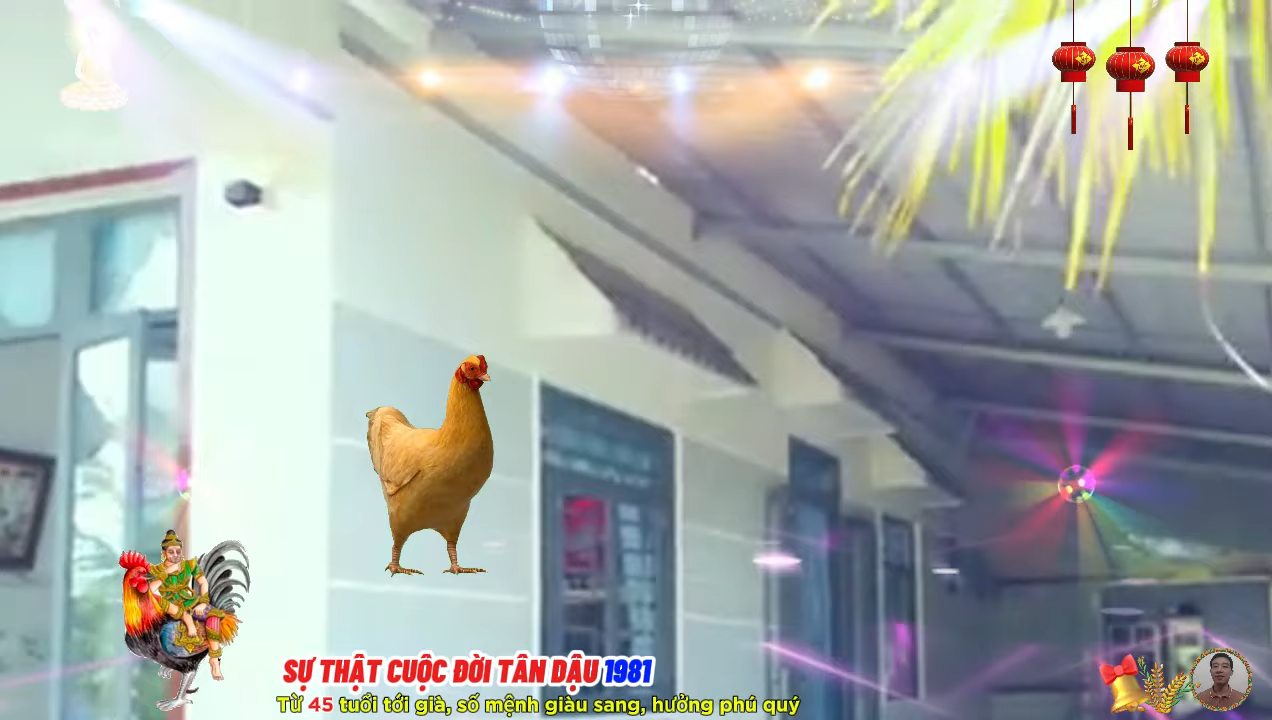 SỰ THẬT CUỘC ĐỜI TÂN DẬU 1981
Từ 45 tuổi tới già, số mệnh giàu sang, hưởng phú quý